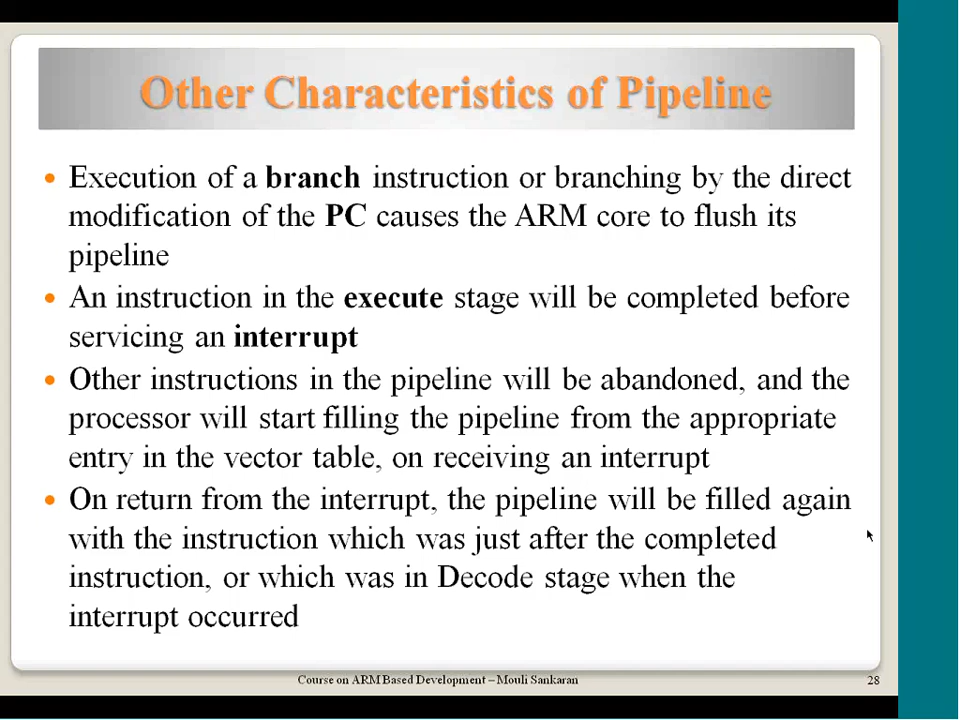 Other Characteristics of Pipeline
• Execution of a branch instruction or branching by the direct
modification of the PC causes the ARM core to flush its
pipeline
• An instruction in the execute stage will be completed before
servicing an interrupt
• Other instructions in the pipeline will be abandoned, and the
processor will start filling the pipeline from the appropriate
entry in the vector table, on receiving an interrupt
• On return from the interrupt, the pipeline will be filled again
with the instruction which was just after the completed
instruction, or which was in Decode stage when the
interrupt occurred
Course on ARM Based Development – Mouli Sankaran
28